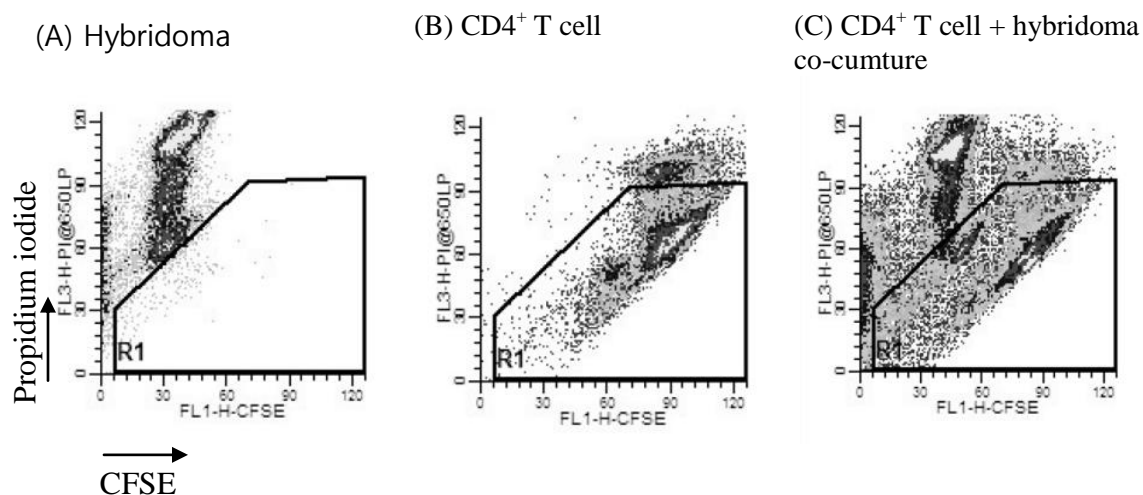 (A) Hybridoma
(B) CD4⁺ T cell
(C) CD4⁺ T cell + hybridoma
co-cumture
Propidium iodide
FL3-H-PI@650LP
120
90
60
30
0
R1
0
30
60
90
120
FL1-H-CFSE
CFSE
FL3-H-PI@650LP
120
90
60
30
0
R1
0
30
60
90
120
FL1-H-CFSE
FL3-H-PI@650LP
120
90
60
30
0
R1
0
30
60
90
120
FL1-H-CFSE